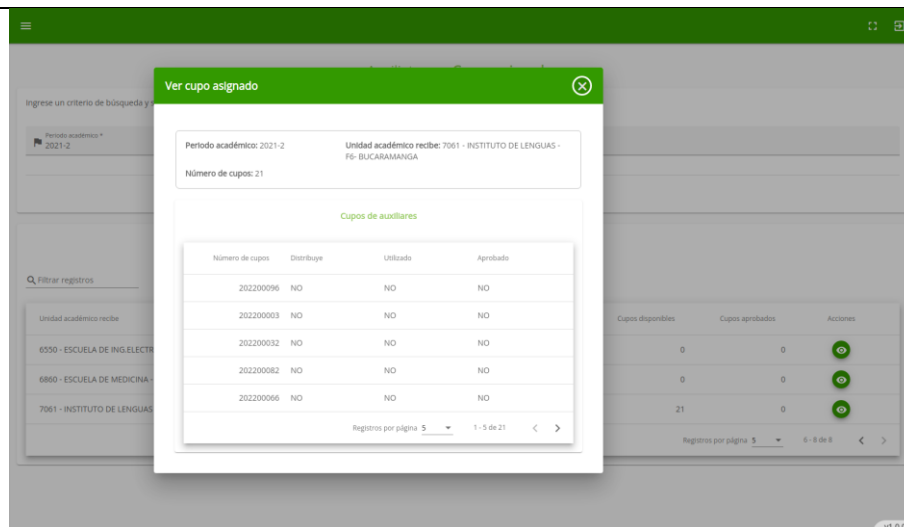 Ver cupo asignado
Ingrese un criterio de búsqueda y s
Periodo académico *
2021-2
Periodo académico: 2021-2
Unidad académico recibe: 7061 - INSTITUTO DE LENGUAS -
F6- BUCARAMANGA
Número de cupos: 21
Cupos de auxiliares
Número de cupos Distribuye Utilizado Aprobado
202200096 NO NO NO
202200003 NO NO NO
202200032 NO NO NO
202200082 NO NO NO
202200066 NO NO NO
Registros por página 5 1 - 5 de 21
Filtrar registros
Unidad académico recibe Cupos disponibles Cupos aprobados Acciones
6550 - ESCUELA DE ING.ELECTR 0 0
6860 - ESCUELA DE MEDICINA - 0 0
7061 - INSTITUTO DE LENGUAS 21 0
Registros por página 5 6 - 8 de 8